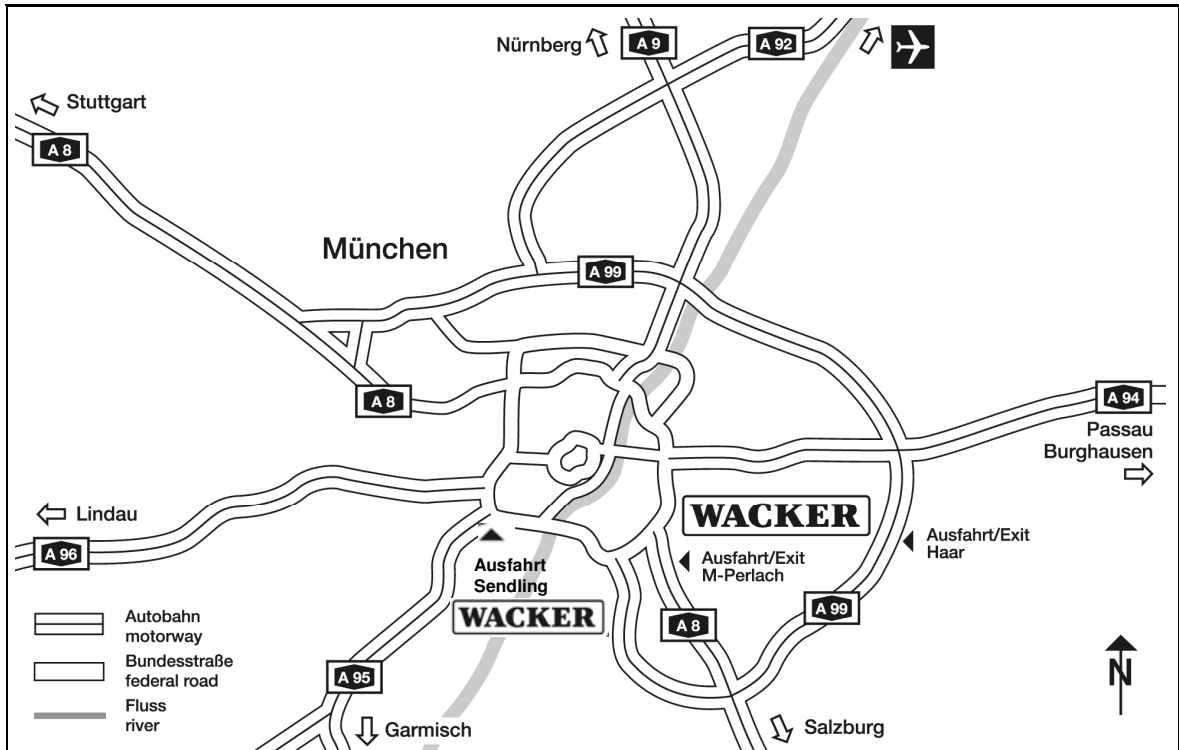 Nürnberg
A 9
A 92
Stuttgart
A 8
München
A 99
A 8
A 94
Passau
Burghausen
WACKER
Lindau
A 96
Ausfahrt
Sendling
WACKER
Ausfahrt/Exit
M-Perlach
Ausfahrt/Exit
Haar
A 99
A 8
Autobahn
motorway
Bundesstraße
federal road
Fluss
river
A 95
Garmisch
Salzburg
N